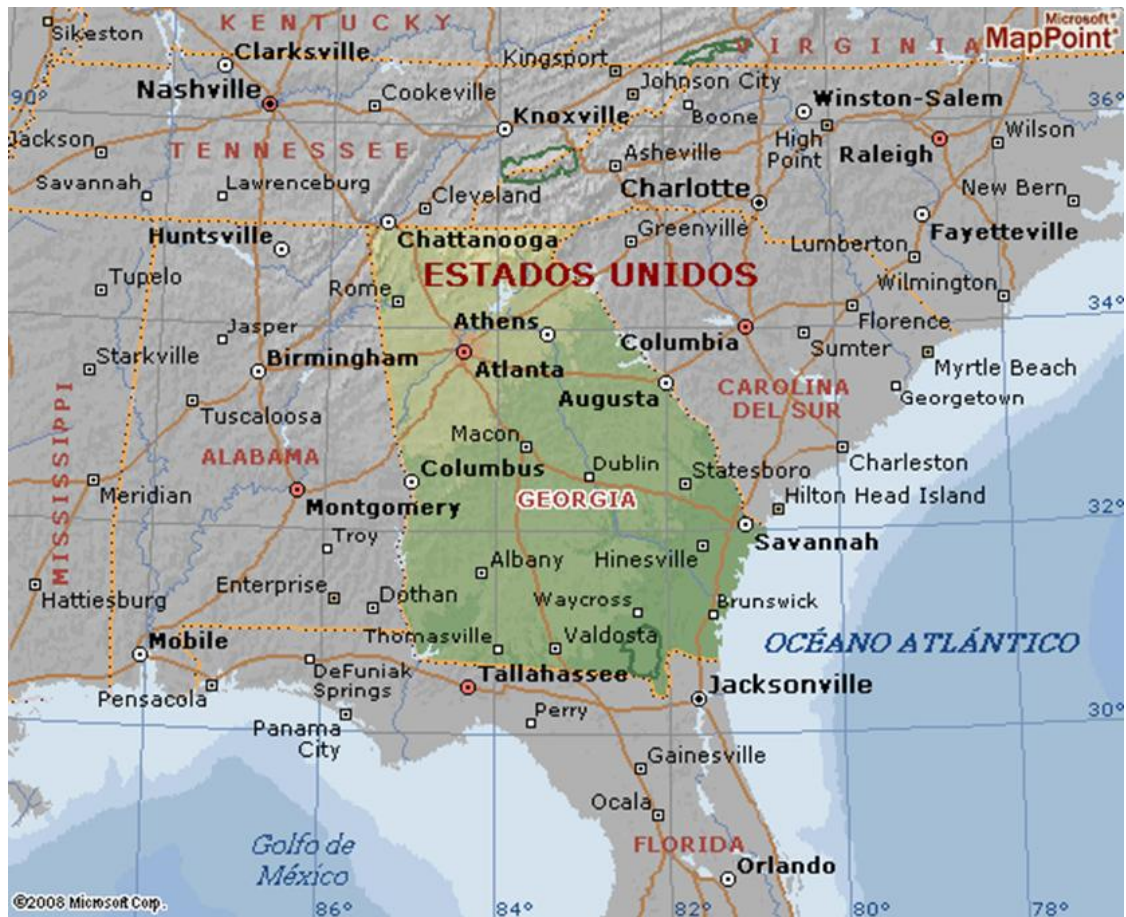 Microsoft®
MapPoint®
KENTUCKY
VIRGINIA
Sikeston
Clarksville
Kingsport
Johnson City
90°
Nashville
Cookeville
Knoxville
Boone
Winston-Salem
36°
High
Point
Jackson
TENNESSEE
Asheville
Raleigh
Wilson
Savannah
Lawrenceburg
Cleveland
Charlotte
New Bern
Huntsville
Chattanooga
Greenville
Fayetteville
Lumberton
Tupelo
Rome
ESTADOS UNIDOS
Wilmington
34°
Jasper
Athens
Columbia
Florence
Starkville
Birmingham
Atlanta
Sumter
Myrtle Beach
Tuscaloosa
Augusta
CAROLINA
DEL SUR
Georgetown
MISSISSIPPI
Macon
ALABAMA
Columbus
Dublin
Statesboro
Charleston
Meridian
Montgomery
GEORGIA
Hilton Head Island
32°
Troy
Savannah
Albany
Hinesville
Hattiesburg
Enterprise
Dothan
Waycross
Brunswick
Mobile
Thomasville
Valdosta
OCÉANO ATLÁNTICO
DeFuniak
Springs
Tallahassee
Jacksonville
Pensacola
Panama
City
Perry
30°
Gainesville
Ocala
Golfo de
México
FLORIDA
Orlando
©2008 Microsoft Corp.
86°
84°
82°
80°
78°